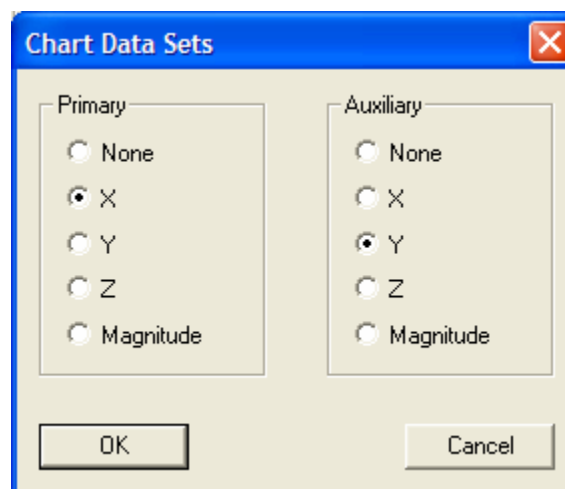 Chart Data Sets
Primary
None
X
Y
Z
Magnitude
Auxiliary
None
X
Y
Z
Magnitude
OK
Cancel